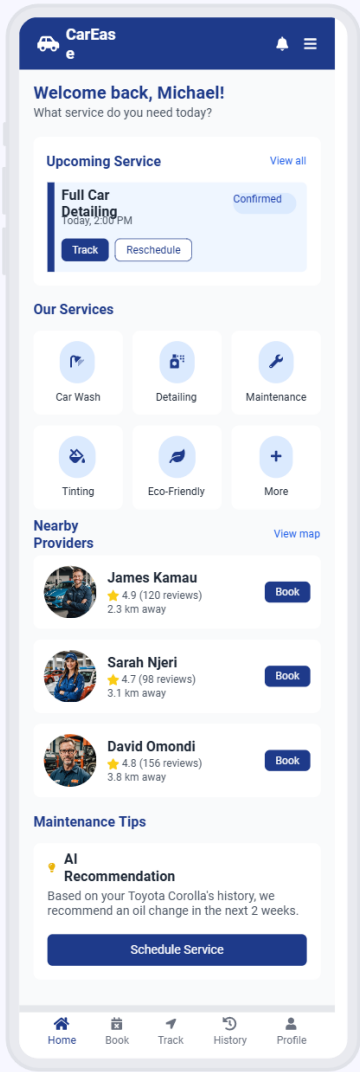 CarEas
e
Welcome back, Michael!
What service do you need today?
Upcoming Service
View all
Full Car
Detailing
Confirmed
Today, 2:00 PM
Track
Reschedule
Our Services
Car Wash
Detailing
Maintenance
Tinting
Eco-Friendly
More
Nearby
Providers
View map
James Kamau
4.9 (120 reviews)
2.3 km away
Book
Sarah Njeri
4.7 (98 reviews)
3.1 km away
Book
David Omondi
4.8 (156 reviews)
3.8 km away
Book
Maintenance Tips
AI
Recommendation
Based on your Toyota Corolla's history, we
recommend an oil change in the next 2 weeks.
Schedule Service
Home
Book
Track
History
Profile